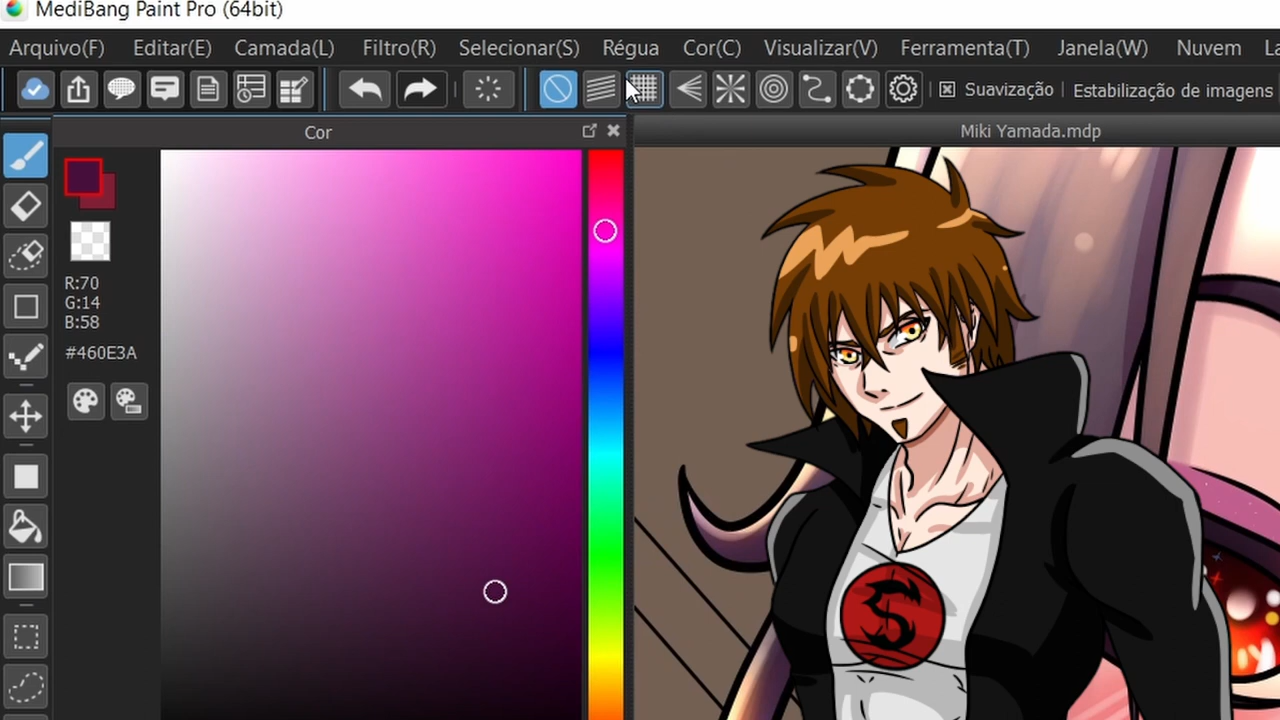 MediBang Paint Pro (64bit)
Arquivo(F) Editar(E) Camada(L) Filtro(R) Selecionar(S) Régua Cor(C) Visualizar(V) Ferramenta(T) Janela(W) Nuvem
Suavização Estabilização de imagens
Cor
Miki Yamada.mdp
R:70
G:14
B:58
#460E3A
S